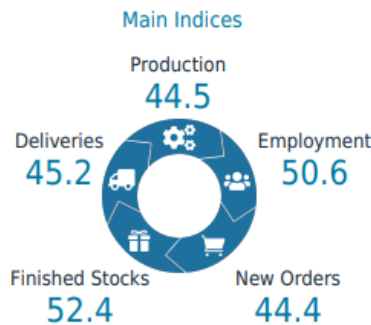 Main Indices
Production
44.5
Deliveries
45.2
Employment
50.6
Finished Stocks
52.4
New Orders
44.4